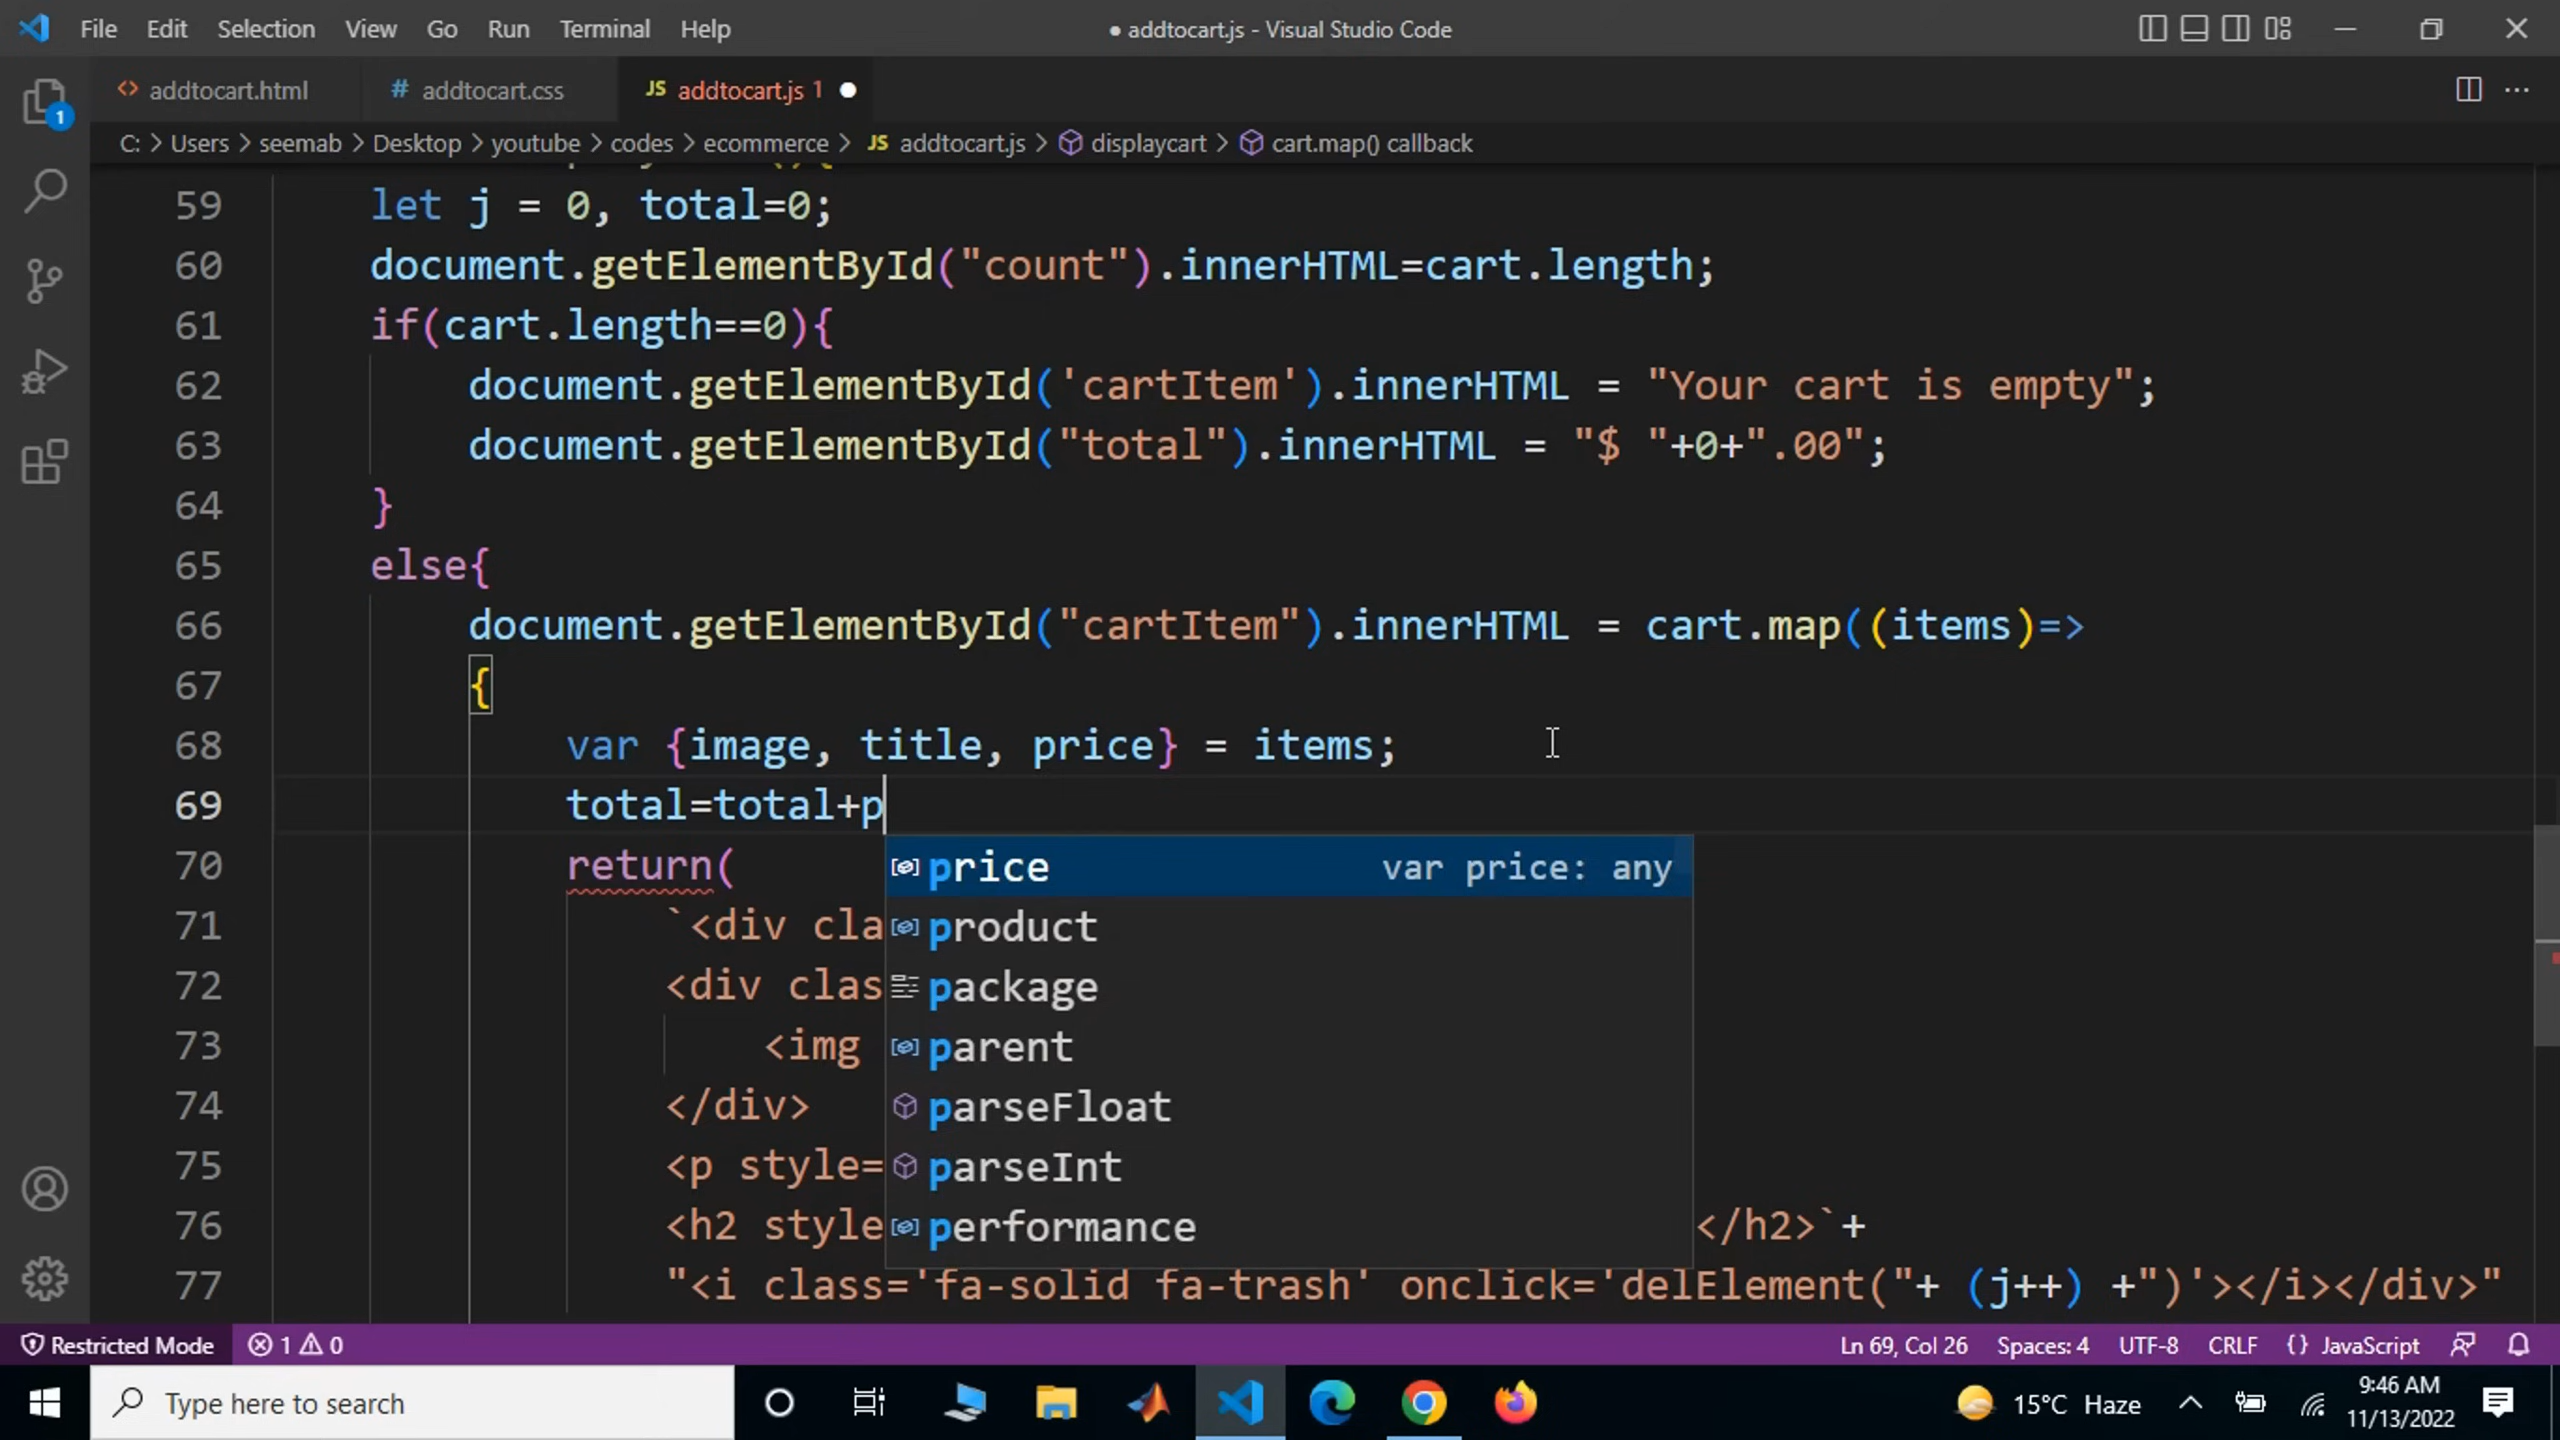 File Edit Selection View Go Run Terminal Help
● addtocart.js - Visual Studio Code
<> addtocart.html
# addtocart.css
JS addtocart.js 1 ●
C: > Users > seemab > Desktop > youtube > codes > ecommerce > JS addtocart.js > displaycart > cart.map() callback
1
59 let j = 0, total=0;
60 document.getElementById("count").innerHTML=cart.length;
61 if(cart.length==0){
62 document.getElementById('cartItem').innerHTML = "Your cart is empty";
63 document.getElementById("total").innerHTML = "$ "+0+".00";
64 }
65 else{
66 document.getElementById("cartItem").innerHTML = cart.map((items)=>
67 {
68 var {image, title, price} = items;
69 total=total+p
70 return(
71 `<div cla
72 <div clas
73 <img
74 </div>
75 <p style=
76 <h2 style </h2>`+
77 "<i class='fa-solid fa-trash' onclick='delElement("+ (j++) +")'></i></div>"
price var price: any
product
package
parent
parseFloat
parseInt
performance
Restricted Mode 1 0 Ln 69, Col 26 Spaces: 4 UTF-8 CRLF {} JavaScript
Type here to search
15°C Haze
9:46 AM
11/13/2022